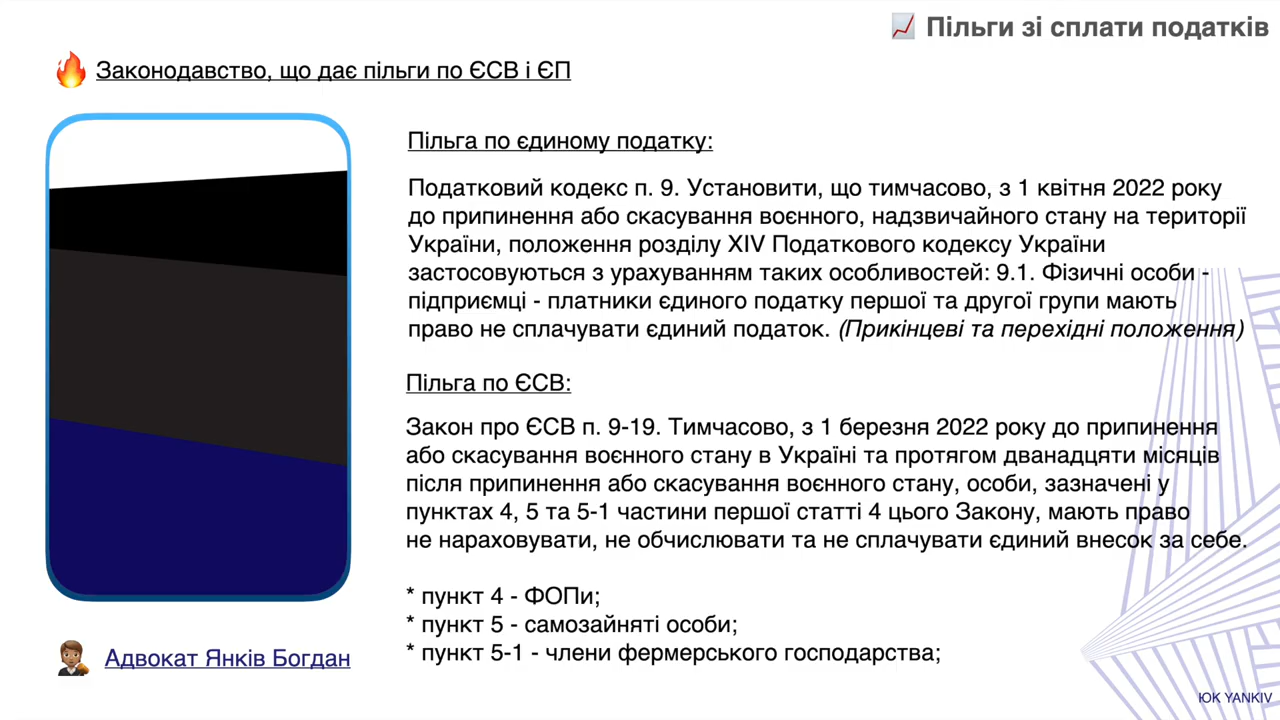 Пільги зі сплати податків
Законодавство, що дає пільги по ЄСВ і ЄП
Пільга по єдиному податку:
Податковий кодекс п. 9. Установити, що тимчасово, з 1 квітня 2022 року
до припинення або скасування воєнного, надзвичайного стану на території
України, положення розділу XIV Податкового кодексу України
застосовуються з урахуванням таких особливостей: 9.1. Фізичні особи -
підприємці - платники єдиного податку першої та другої групи мають
право не сплачувати єдиний податок. (Прикінцеві та перехідні положення)
Пільга по ЄСВ:
Закон про ЄСВ п. 9-19. Тимчасово, з 1 березня 2022 року до припинення
або скасування воєнного стану в Україні та протягом дванадцяти місяців
після припинення або скасування воєнного стану, особи, зазначені у
пунктах 4, 5 та 5-1 частини першої статті 4 цього Закону, мають право
не нараховувати, не обчислювати та не сплачувати єдиний внесок за себе.
* пункт 4 - ФОПи;
* пункт 5 - самозайняті особи;
* пункт 5-1 - члени фермерського господарства;
Адвокат Янків Богдан
ЮК YANKIV